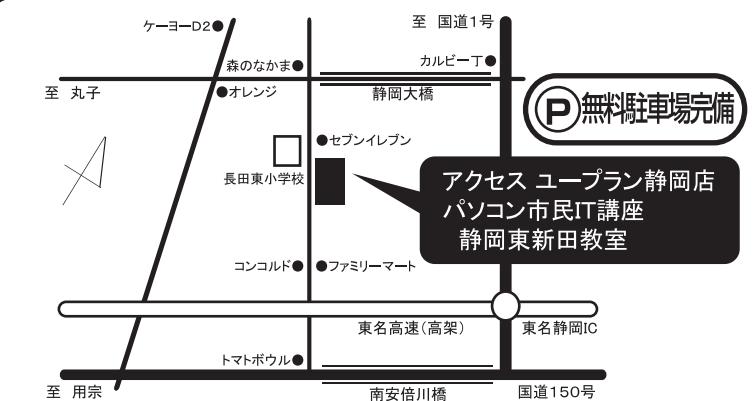 ケーヨーD2
至 国道1号
森のなかま
カルビー丁
至 丸子
オレンジ
静岡大橋
P 無料駐車場完備
セブンイレブン
長田東小学校
アクセス ユープラン静岡店
パソコン市民IT講座
静岡東新田教室
コンコルド
ファミリーマート
東名高速(高架)
東名静岡IC
トマトボウル
至 用宗
南安倍川橋
国道150号